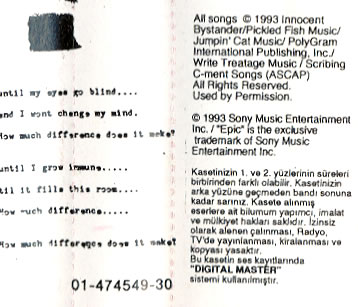 until my eyes go blind....
and I wont change my mind.
How much difference does it make?
until I grow immune.....
til it fills this room....
How much difference.....
How much difference does it make?
01-474549-30
All songs © 1993 Innocent
Bystander/Pickled Fish Music/
Jumpin' Cat Music/ PolyGram
International Publishing, Inc./
Write Treatage Music / Scribing
C-ment Songs (ASCAP)
All Rights Reserved.
Used by Permission.
© 1993 Sony Music Entertainment
Inc. / "Epic" is the exclusive
trademark of Sony Music
Entertainment Inc.
Kasetinizin 1. ve 2. yüzlerinin süreleri
birbirinden farklı olabilir. Kasetinizin
arka yüzüne geçmeden bandı sonuna
kadar sarınız. Kasete alınmış
eserlere ait bilumum yapımcı, imalat
ve mülkiyet hakları saklıdır. İzinsiz
olarak alenen çalınması, Radyo,
TV'de yayınlanması, kiralanması ve
kopyası yasaktır.
Bu kasetin ses kayıtlarında
"DIGITAL MASTER"
sistemi kullanılmıştır.